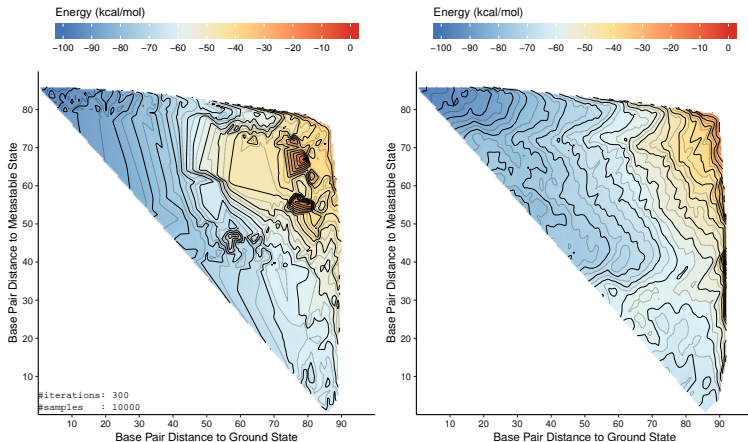 Energy (kcal/mol)
−100 −90 −80 −70 −60 −50 −40 −30 −20 −10 0
Base Pair Distance to Metastable State
80
70
60
50
40
30
20
10
#iterations: 300
#samples : 10000
10 20 30 40 50 60 70 80 90
Base Pair Distance to Ground State
Energy (kcal/mol)
−100 −90 −80 −70 −60 −50 −40 −30 −20 −10 0
Base Pair Distance to Metastable State
80
70
60
50
40
30
20
10
10 20 30 40 50 60 70 80 90
Base Pair Distance to Ground State